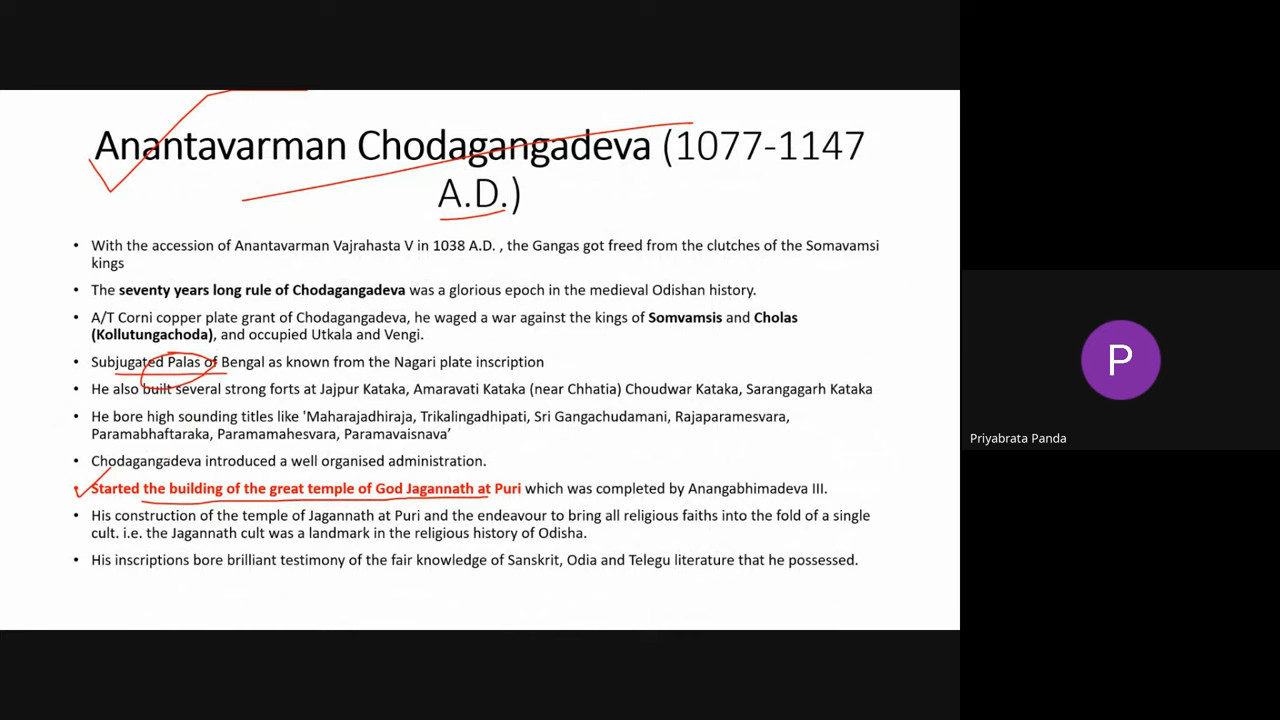 Anantavarman Chodagangadeva (1077-1147
A.D.)
• With the accession of Anantavarman Vajrahasta V in 1038 A.D. , the Gangas got freed from the clutches of the Somavamsi
kings
• The seventy years long rule of Chodagangadeva was a glorious epoch in the medieval Odishan history.
• A/T Corni copper plate grant of Chodagangadeva, he waged a war against the kings of Somvamsis and Cholas
(Kollutungachoda), and occupied Utkala and Vengi.
• Subjugated Palas of Bengal as known from the Nagari plate inscription
• He also built several strong forts at Jajpur Kataka, Amaravati Kataka (near Chhatia) Choudwar Kataka, Sarangagarh Kataka
• He bore high sounding titles like 'Maharajadhiraja, Trikalingadhipati, Sri Gangachudamani, Rajaparamesvara,
Parambhaftaraka, Paramamahesvara, Paramavaisnava’
• Chodagangadeva introduced a well organised administration.
• Started the building of the great temple of God Jagannath at Puri which was completed by Anangabhimadeva III.
• His construction of the temple of Jagannath at Puri and the endeavour to bring all religious faiths into the fold of a single
cult. i.e. the Jagannath cult was a landmark in the religious history of Odisha.
• His inscriptions bore brilliant testimony of the fair knowledge of Sanskrit, Odia and Telegu literature that he possessed.
P
Priyabrata Panda